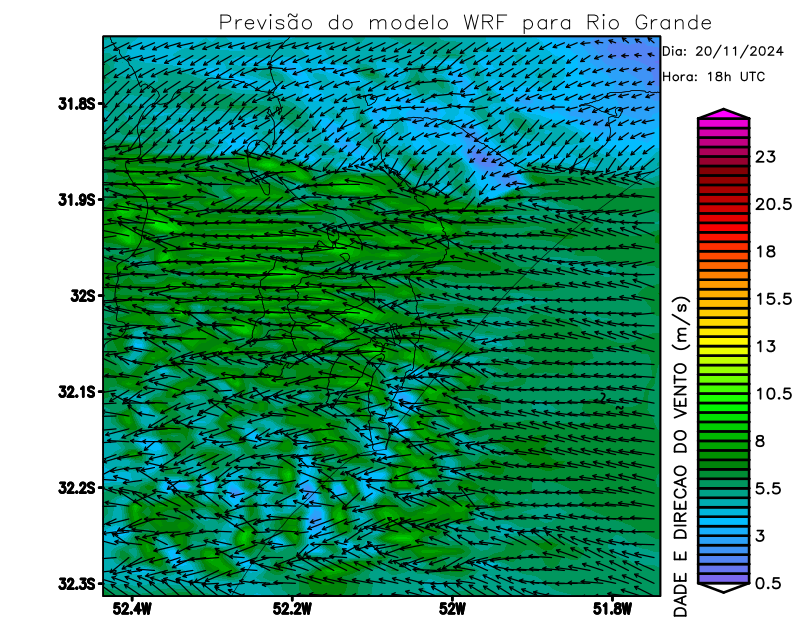 Previsão do modelo WRF para Rio Grande
Dia: 20/11/2024
Hora: 18h UTC
31.8S
31.9S
32S
32.1S
32.2S
32.3S
52.4W
52.2W
52W
51.8W
23
20.5
18
15.5
13
10.5
8
5.5
3
0.5
DADE E DIRECAO DO VENTO (m/s)